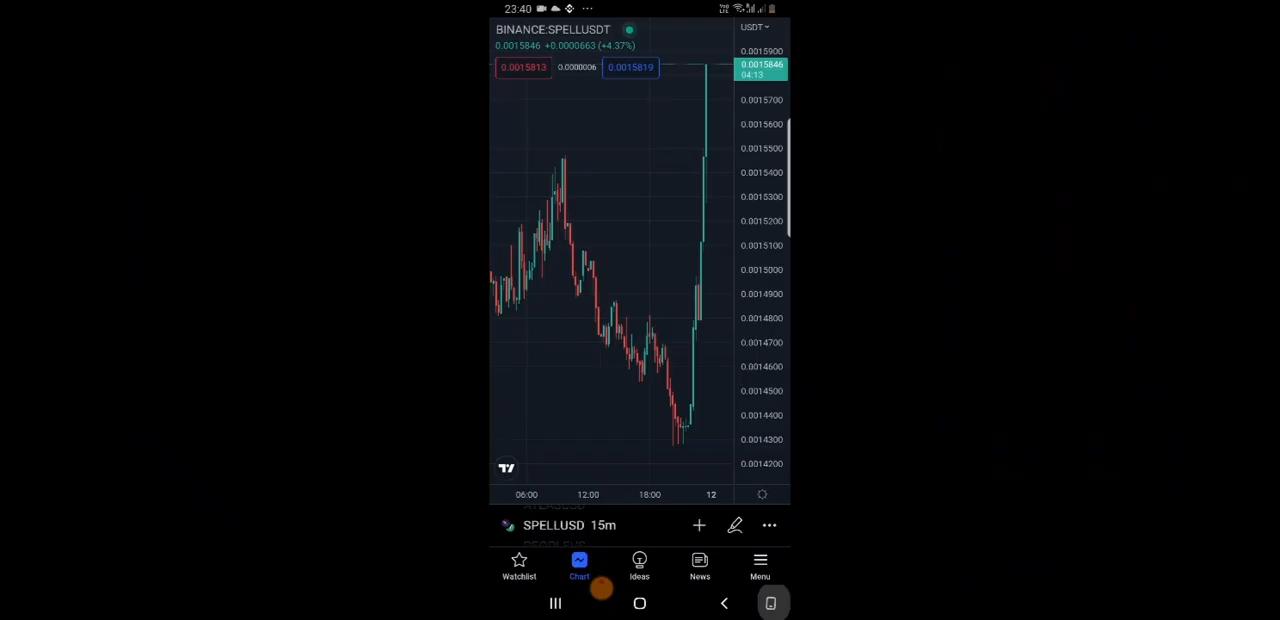 23:40
BINANCE:SPELLUSDT
USDT
0.0015846 +0.0000663 (+4.37%)
0.0015813 0.0000006 0.0015819
0.0015900
0.0015846
04:13
0.0015700
0.0015600
0.0015500
0.0015400
0.0015300
0.0015200
0.0015100
0.0015000
0.0014900
0.0014800
0.0014700
0.0014600
0.0014500
0.0014400
0.0014300
0.0014200
06:00 12:00 18:00 12
SPELLUSD 15m
Watchlist Chart Ideas News Menu